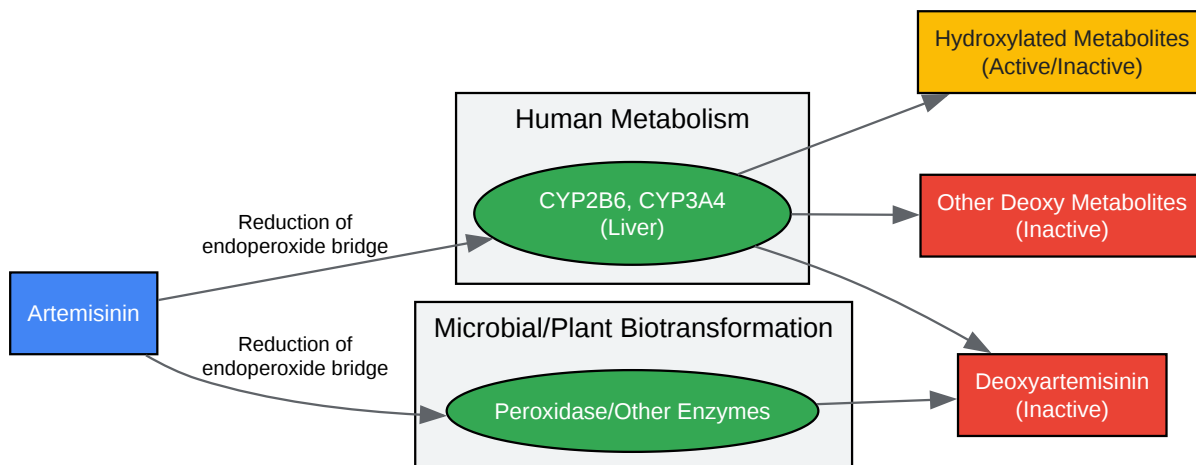 Hydroxylated Metabolites
(Active/Inactive)
Human Metabolism
CYP2B6, CYP3A4
(Liver)
Other Deoxy Metabolites
(Inactive)
Reduction of
endoperoxide bridge
Artemisinin
Microbial/Plant Biotransformation
Reduction of
endoperoxide bridge
Peroxidase/Other Enzymes
Deoxyartemisinin
(Inactive)